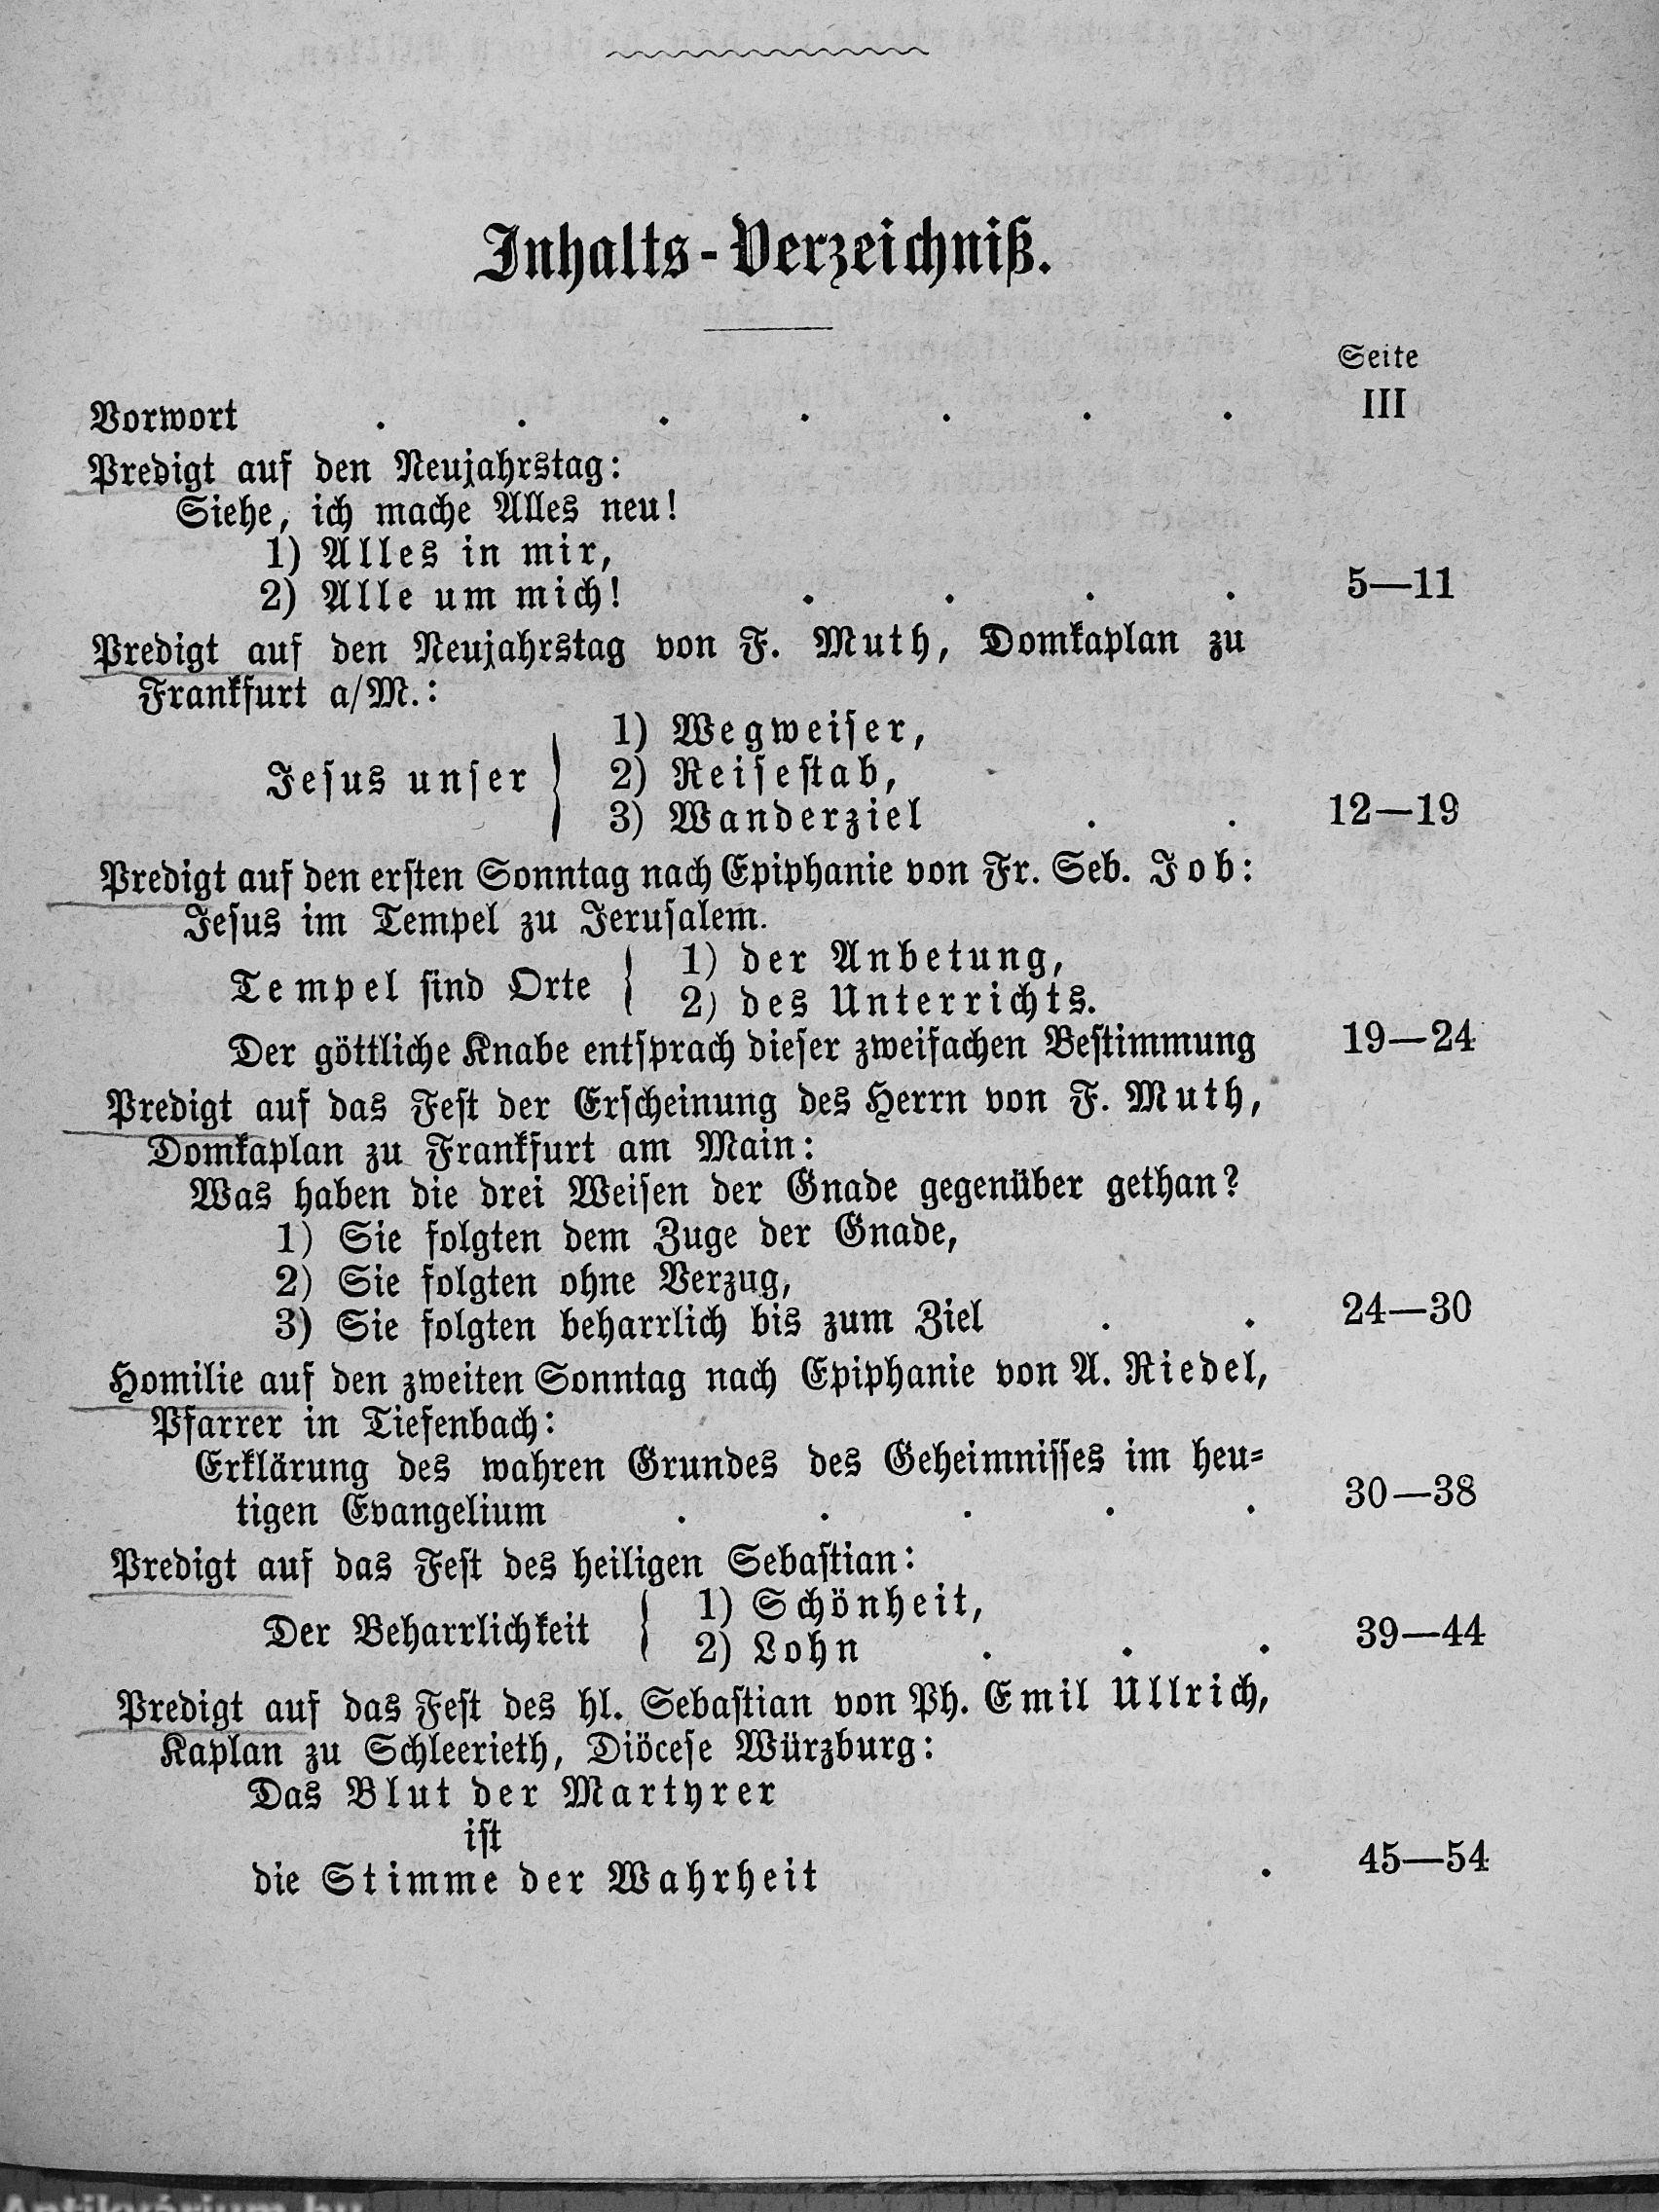 Inhalts-Verzeichniß.
Seite
Vorwort . . . . . . . III
Predigt auf den Neujahrstag:
Siehe, ich mache Alles neu!
1) Alles in mir,
2) Alle um mich! . . . . 5—11
Predigt auf den Neujahrstag von F. Muth, Domkaplan zu
Frankfurt a/M.:
1) Wegweiser,
Jesus unser } 2) Reisestab,
3) Wanderziel . . 12—19
Predigt auf den ersten Sonntag nach Epiphanie von Fr. Seb. Job:
Jesus im Tempel zu Jerusalem.
1) der Anbetung,
Tempel sind Orte {
2) des Unterrichts.
Der göttliche Knabe entsprach dieser zweifachen Bestimmung 19—24
Predigt auf das Fest der Erscheinung des Herrn von F. Muth,
Domkaplan zu Frankfurt am Main:
Was haben die drei Weisen der Gnade gegenüber gethan?
1) Sie folgten dem Zuge der Gnade,
2) Sie folgten ohne Verzug,
3) Sie folgten beharrlich bis zum Ziel . . 24—30
Homilie auf den zweiten Sonntag nach Epiphanie von A. Riedel,
Pfarrer in Tiefenbach:
Erklärung des wahren Grundes des Geheimnisses im heu-
tigen Evangelium . . . . . 30—38
Predigt auf das Fest des heiligen Sebastian:
1) Schönheit,
Der Beharrlichkeit {
2) Lohn . . . 39—44
Predigt auf das Fest des hl. Sebastian von Ph. Emil Ullrich,
Kaplan zu Schleerieth, Diöcese Würzburg:
Das Blut der Martyrer
ist
die Stimme der Wahrheit . 45—54
Antikvárium.hu